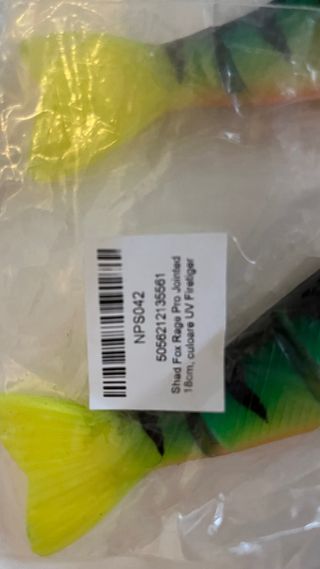 NPS042
5056212135561
Shad Fox Rage Pro Jointed
18cm, culoare UV Firetiger